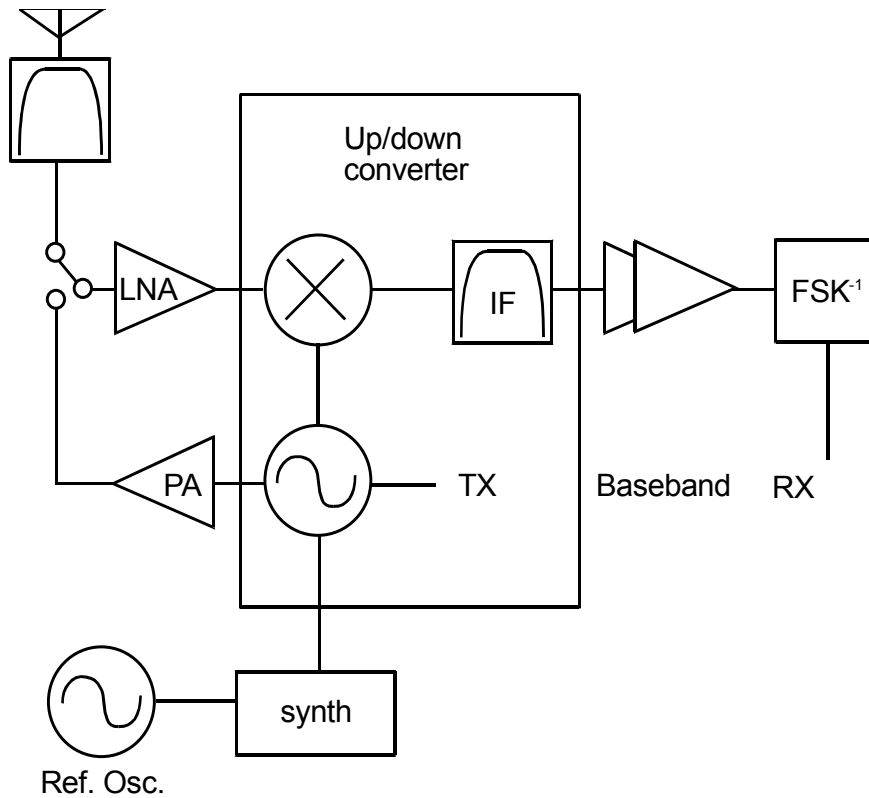 Up/down
converter
LNA
IF
FSK-1
PA
TX
Baseband
RX
synth
Ref. Osc.